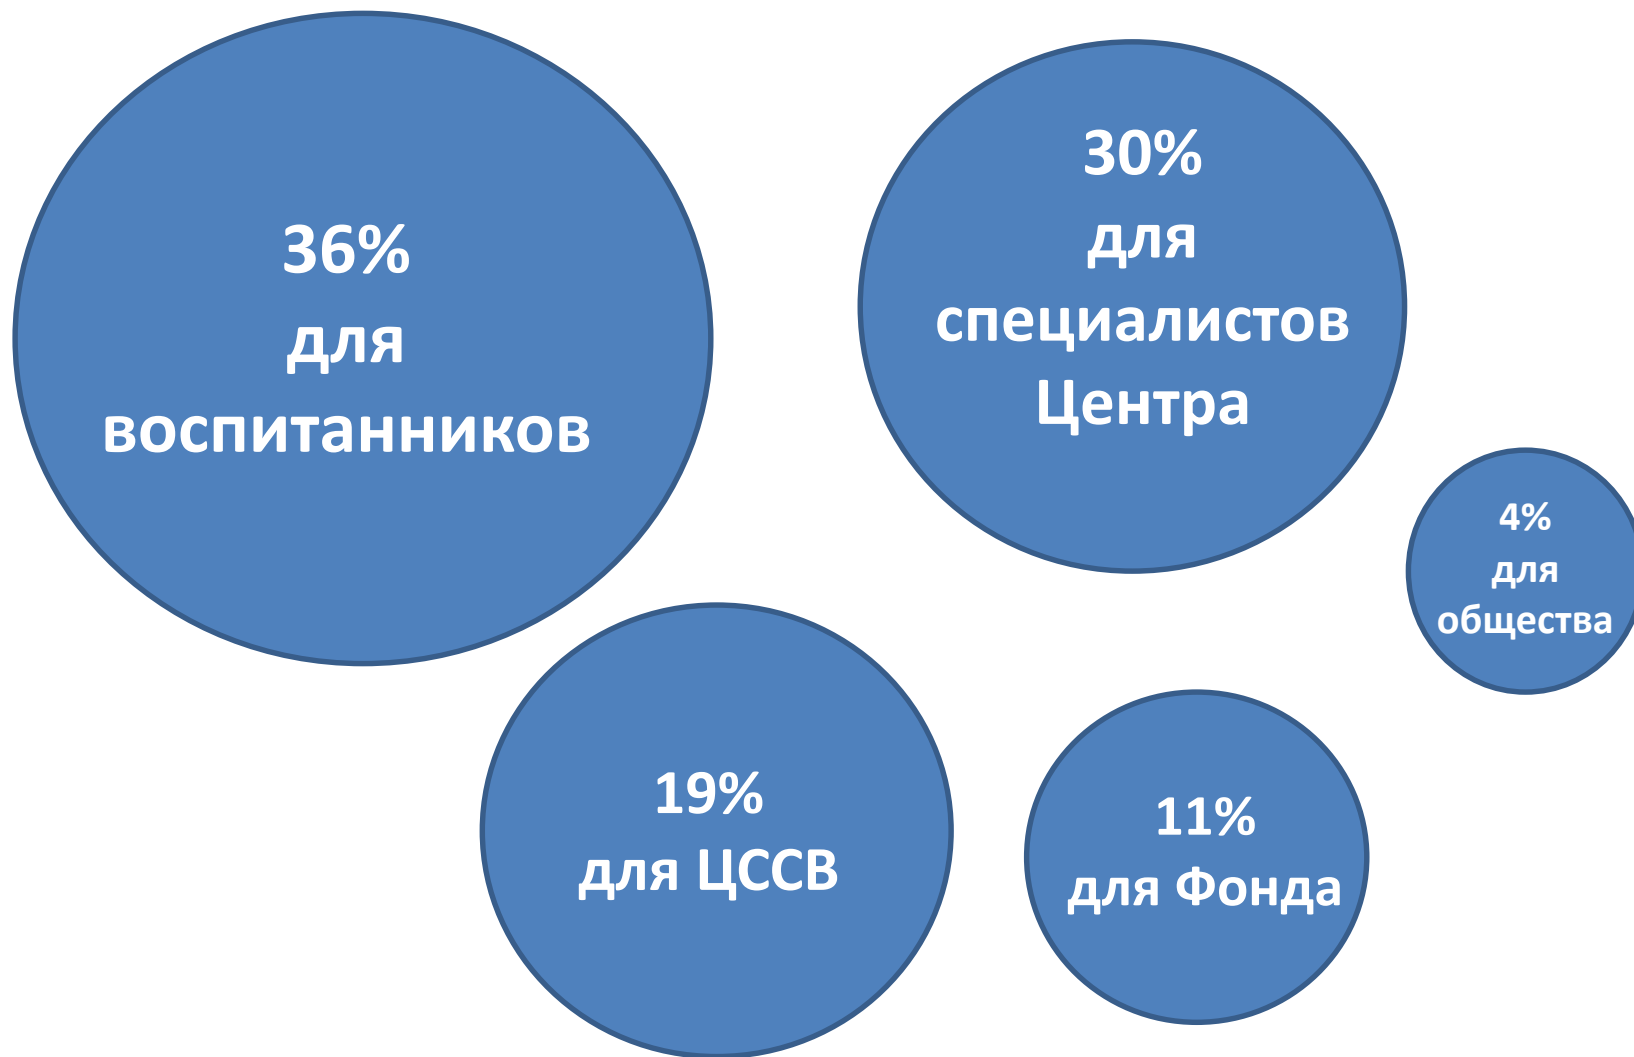 36%
для
воспитанников
30%
для
специалистов
Центра
4%
для
общества
19%
для ЦССВ
11%
для Фонда